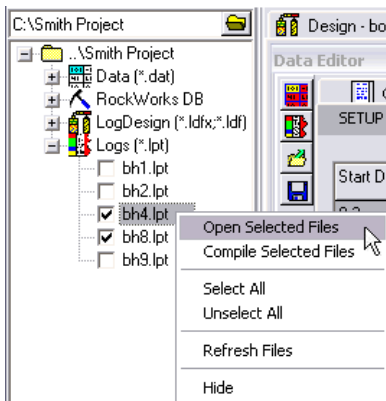 C:\Smith Project
Design - bo
..\Smith Project
Data (*.dat)
RockWorks DB
LogDesign (*.ldfx;*.ldf)
Logs (*.lpt)
bh1.lpt
bh2.lpt
bh4.lpt
bh8.lpt
bh9.lpt
Data Editor
SETUP
Start D
Open Selected Files
Compile Selected Files
Select All
Unselect All
Refresh Files
Hide